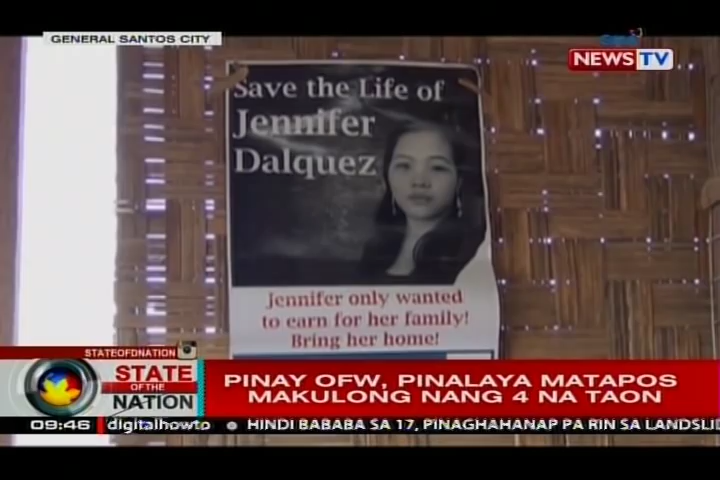 GENERAL SANTOS CITY
NEWS TV
Save the Life of
Jennifer
Dalquez
Jennifer only wanted
to earn for her family!
Bring her home!
STATEOFDNATION
STATE
OF THE
NATION
PINAY OFW, PINALAYA MATAPOS
MAKULONG NANG 4 NA TAON
09:46 digitalhowto HINDI BABABA SA 17, PINAGHAHANAP PA RIN SA LANDSLID